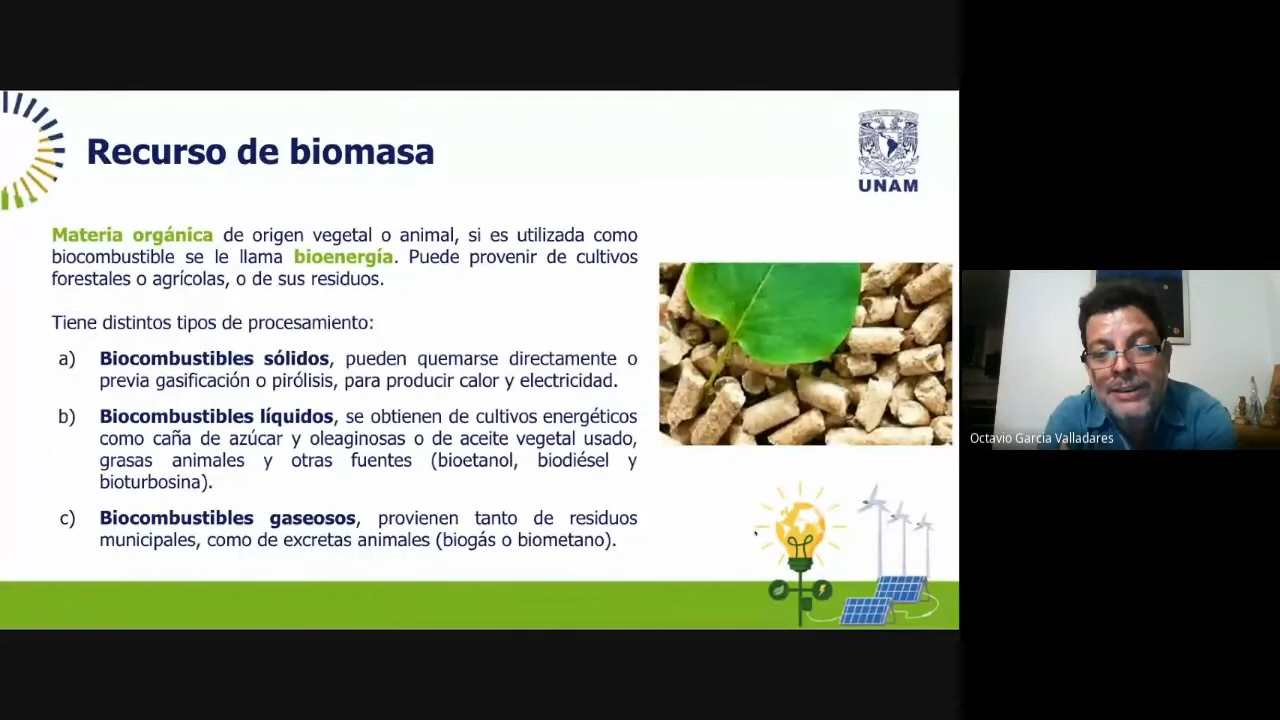 Recurso de biomasa
UNAM
Materia orgánica de origen vegetal o animal, si es utilizada como
biocombustible se le llama bioenergía. Puede provenir de cultivos
forestales o agrícolas, o de sus residuos.
Tiene distintos tipos de procesamiento:
a) Biocombustibles sólidos, pueden quemarse directamente o
previa gasificación o pirólisis, para producir calor y electricidad.
b) Biocombustibles líquidos, se obtienen de cultivos energéticos
como caña de azúcar y oleaginosas o de aceite vegetal usado,
grasas animales y otras fuentes (bioetanol, biodiésel y
bioturbosina).
c) Biocombustibles gaseosos, provienen tanto de residuos
municipales, como de excretas animales (biogás o biometano).
Octavio Garcia Valladares